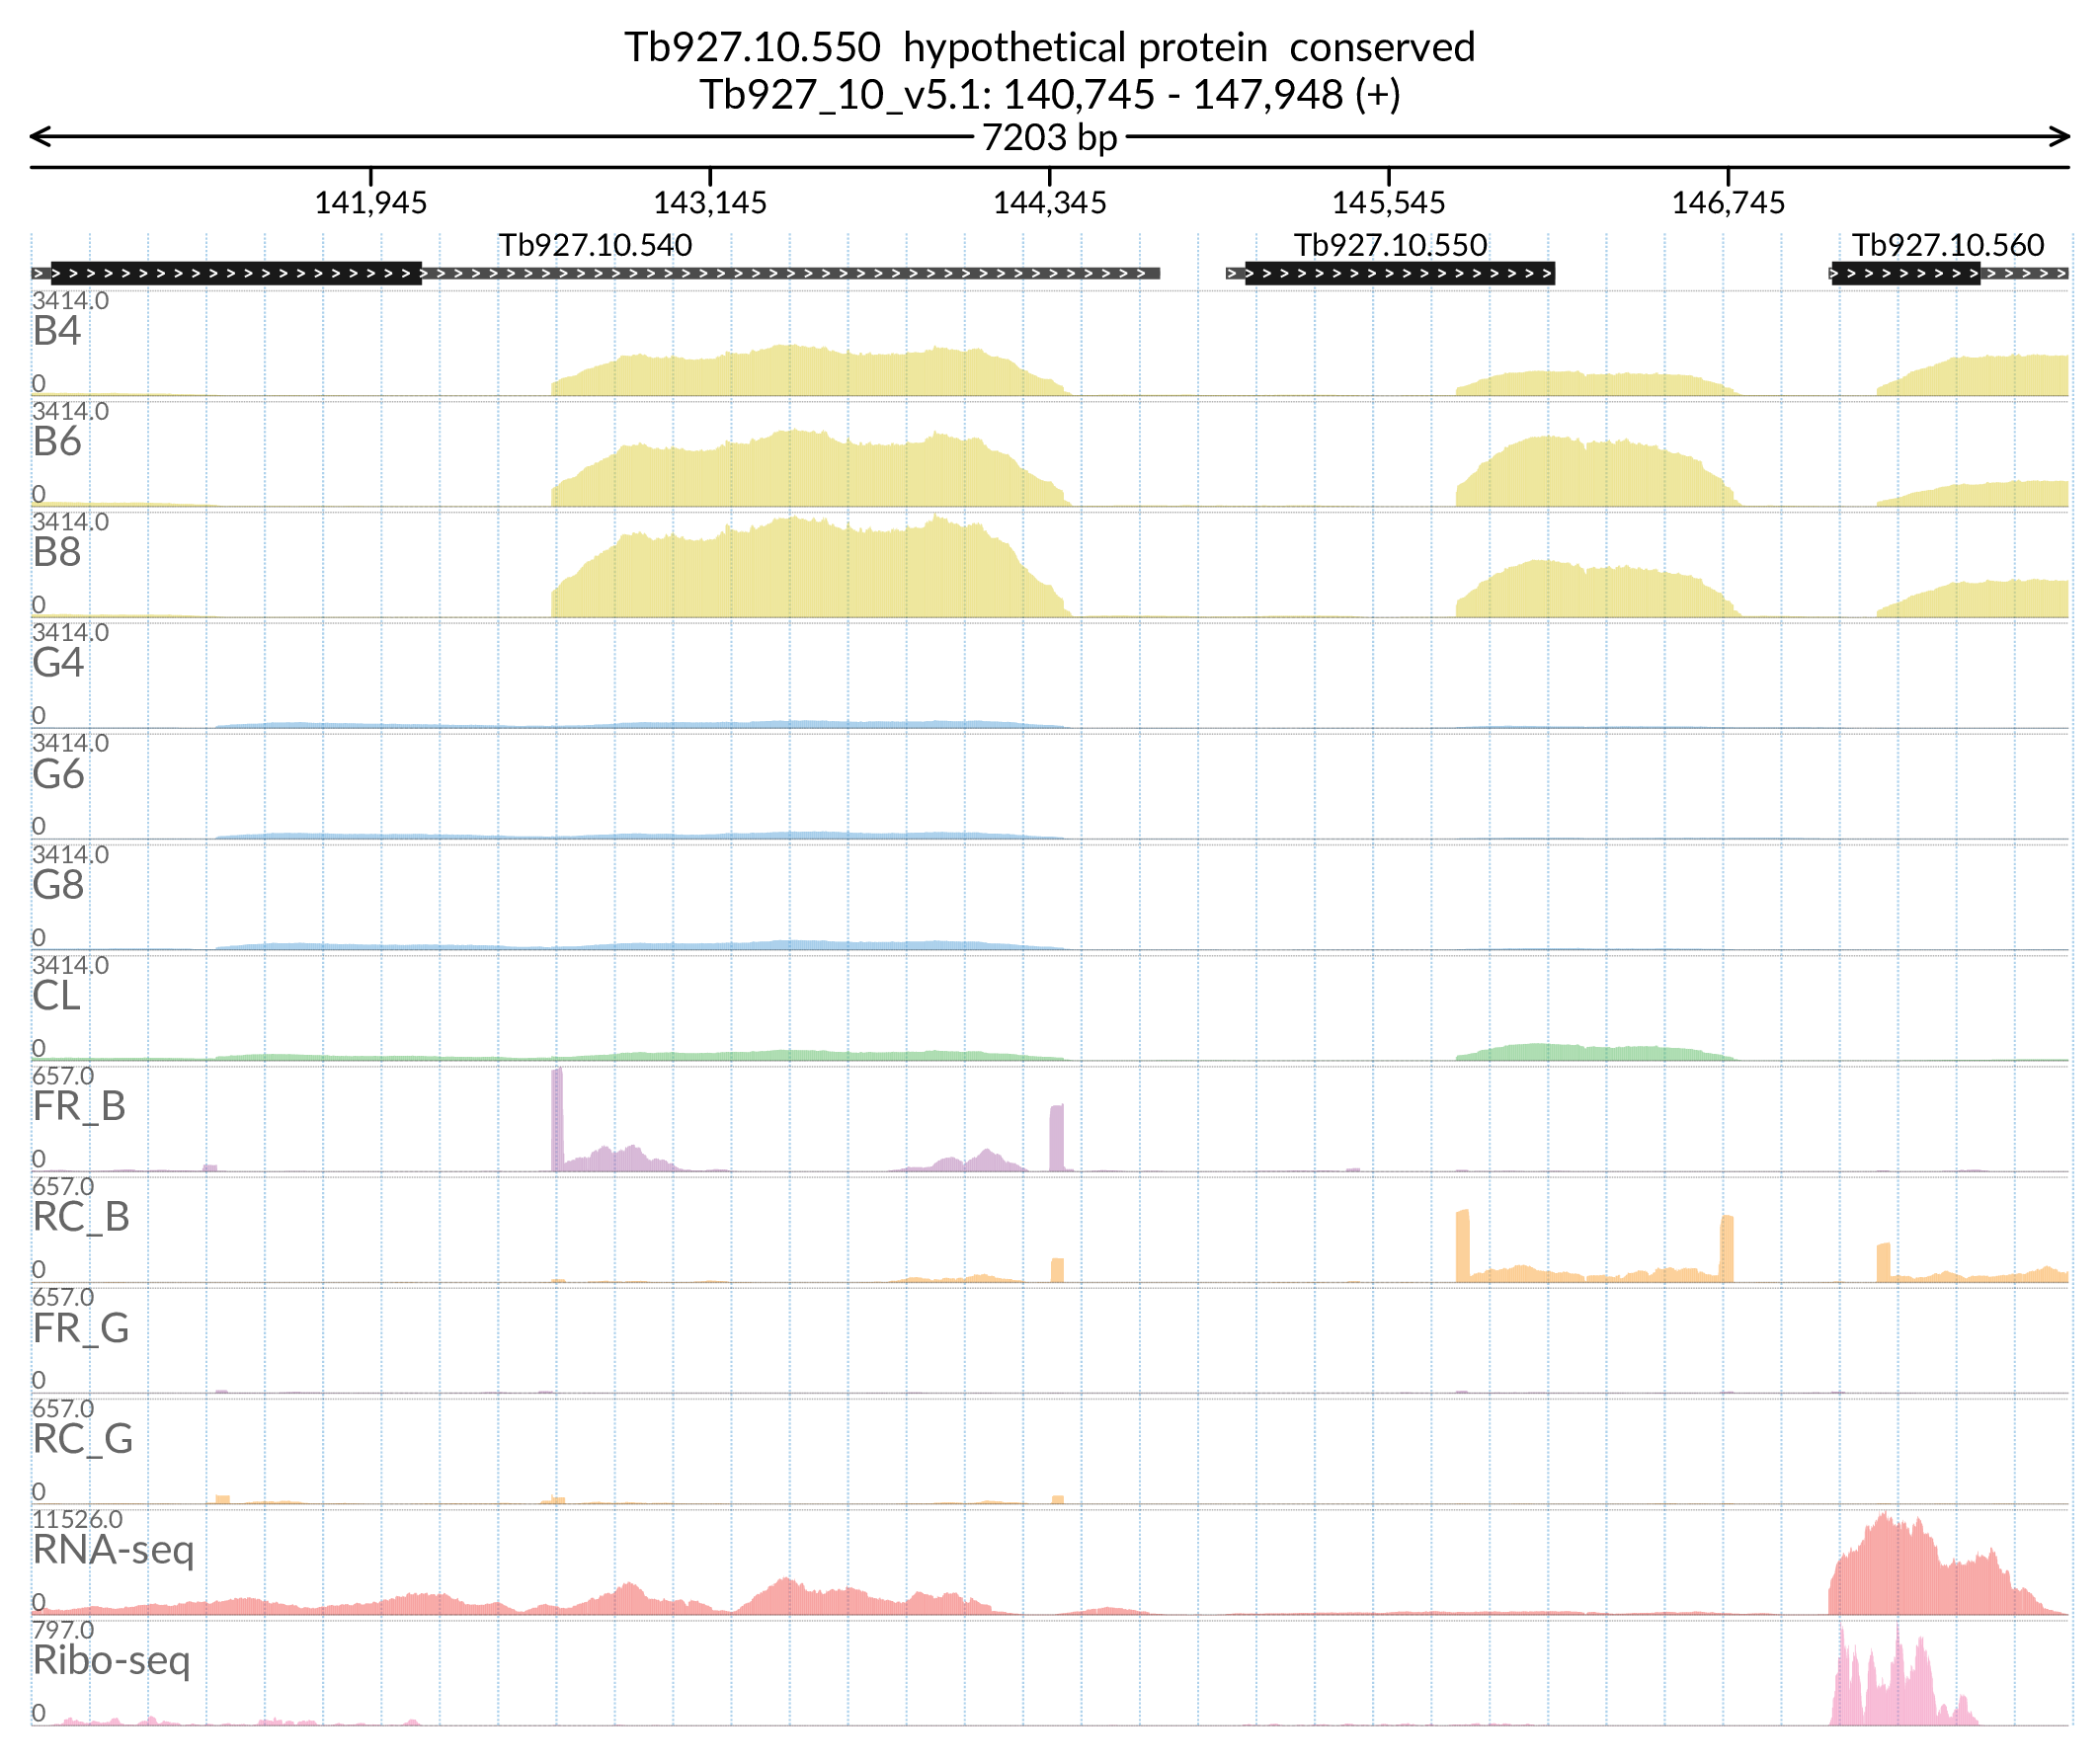 Tb927.10.550  hypothetical protein  conserved
Tb927_10_v5.1: 140,745 - 147,948 (+)
7203 bp
141,945 143,145 144,345 145,545 146,745
Tb927.10.540 Tb927.10.550 Tb927.10.560
3414.0
B4
0
3414.0
B6
0
3414.0
B8
0
3414.0
G4
0
3414.0
G6
0
3414.0
G8
0
3414.0
CL
0
657.0
FR_B
0
657.0
RC_B
0
657.0
FR_G
0
657.0
RC_G
0
11526.0
RNA-seq
0
797.0
Ribo-seq
0